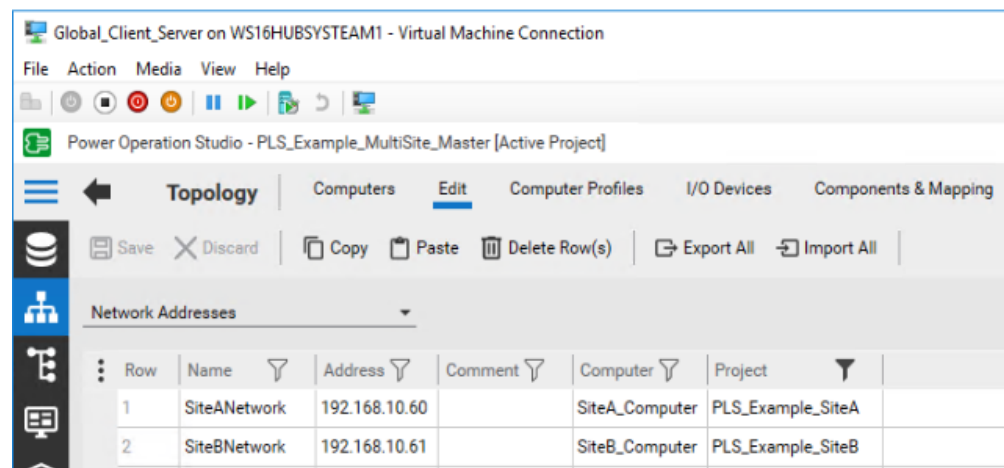 Global_Client_Server on WS16HUBSYSTEAM1 - Virtual Machine Connection
File Action Media View Help
Power Operation Studio - PLS_Example_MultiSite_Master [Active Project]
Topology Computers Edit Computer Profiles I/O Devices Components & Mapping
Save Discard Copy Paste Delete Row(s) Export All Import All
Network Addresses
Row Name Address Comment Computer Project
1 SiteANetwork 192.168.10.60 SiteA_Computer PLS_Example_SiteA
2 SiteBNetwork 192.168.10.61 SiteB_Computer PLS_Example_SiteB